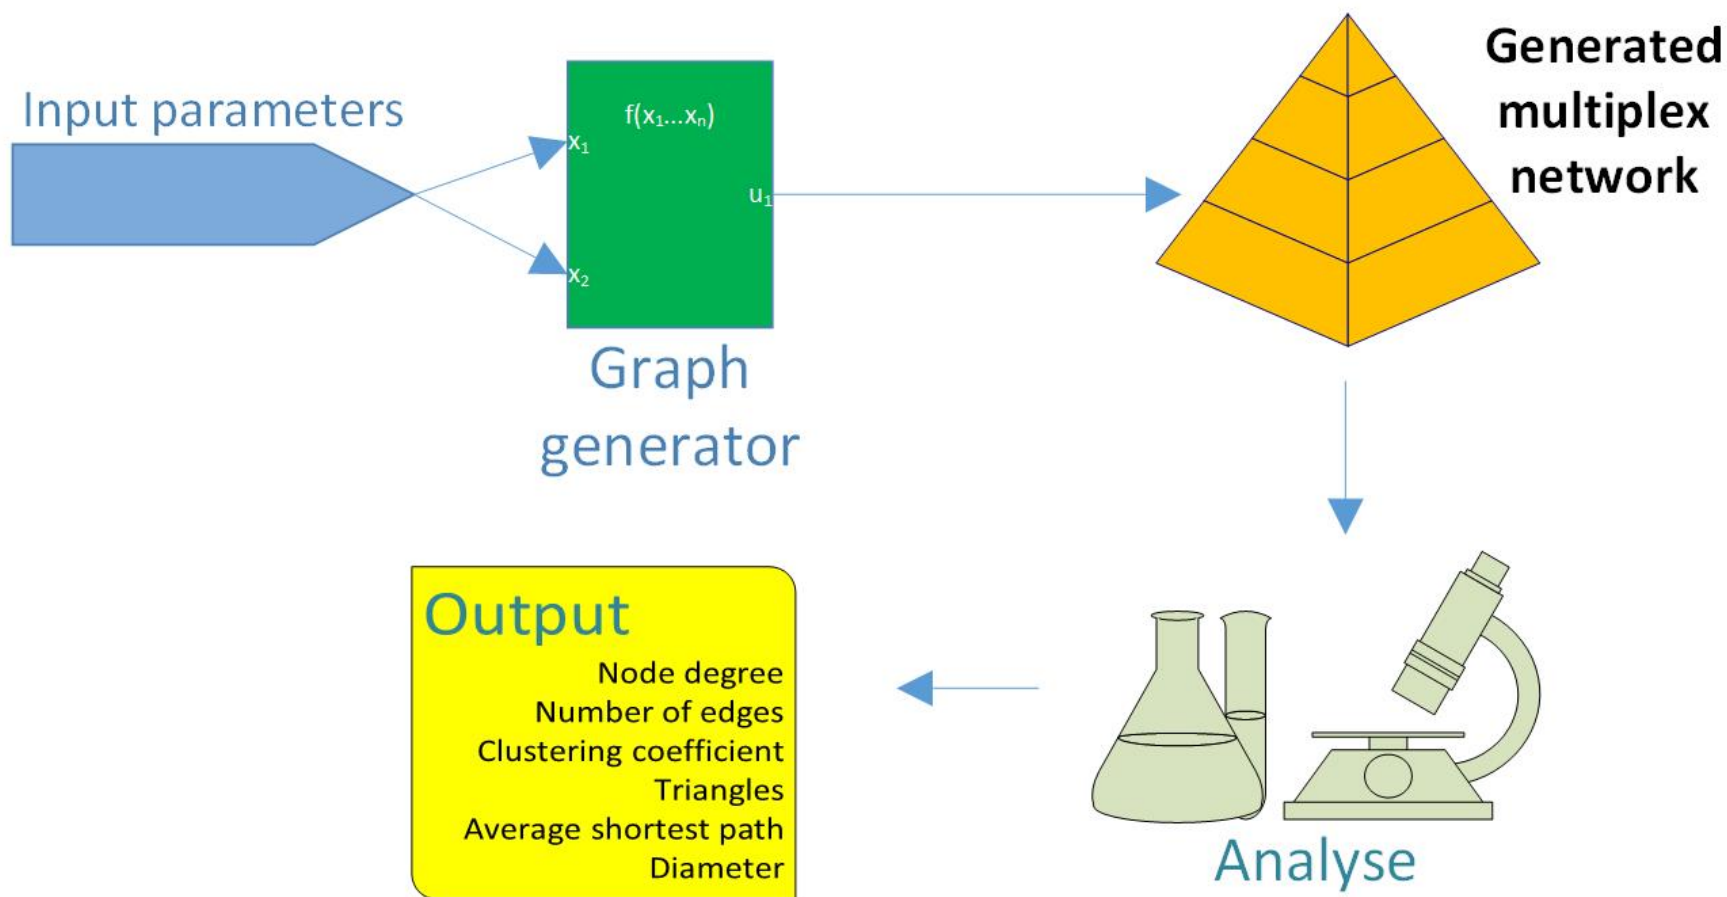 Input parameters
f(x₁...xₙ)
x₁
u₁
x₂
Graph
generator
Generated
multiplex
network
Output
Node degree
Number of edges
Clustering coefficient
Triangles
Average shortest path
Diameter
Analyse